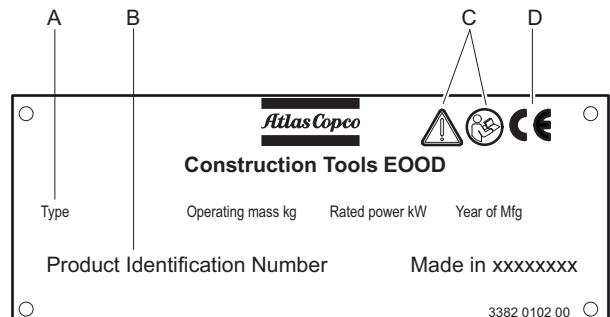 A B C D
Atlas Copco
CE
Construction Tools EOOD
Type Operating mass kg Rated power kW Year of Mfg
Product Identification Number Made in xxxxxxxx
3382 0102 00